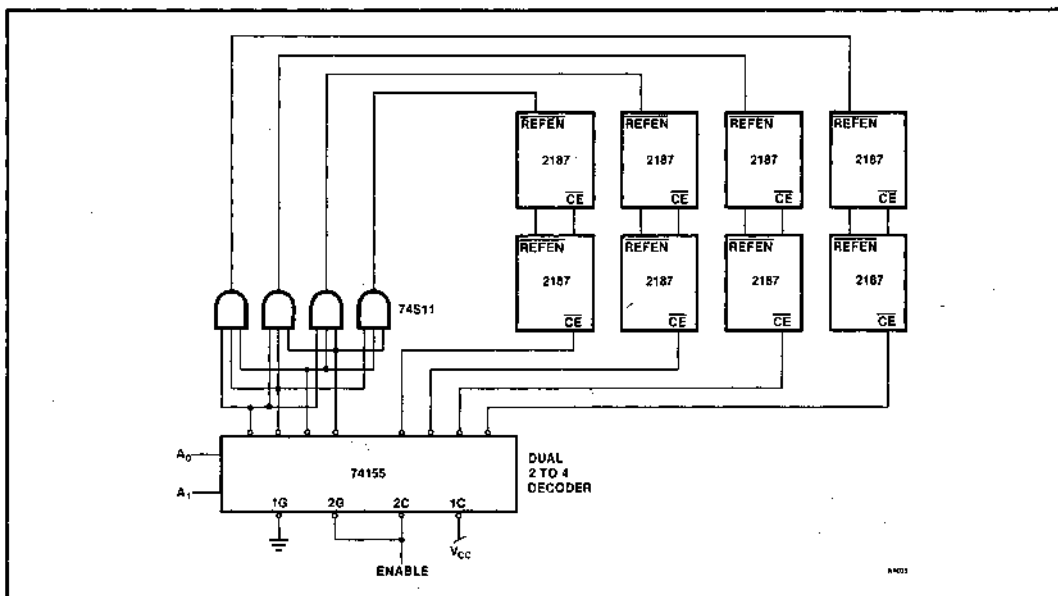 REFEN
REFEN
REFEN
REFEN
2187
2187
2187
2187
CE
CE
CE
CE
REFEN
REFEN
REFEN
REFEN
2187
2187
2187
2187
CE
CE
CE
CE
74S11
A0
A1
74155
1G
2G
2C
1C
DUAL
2 TO 4
DECODER
VCC
ENABLE